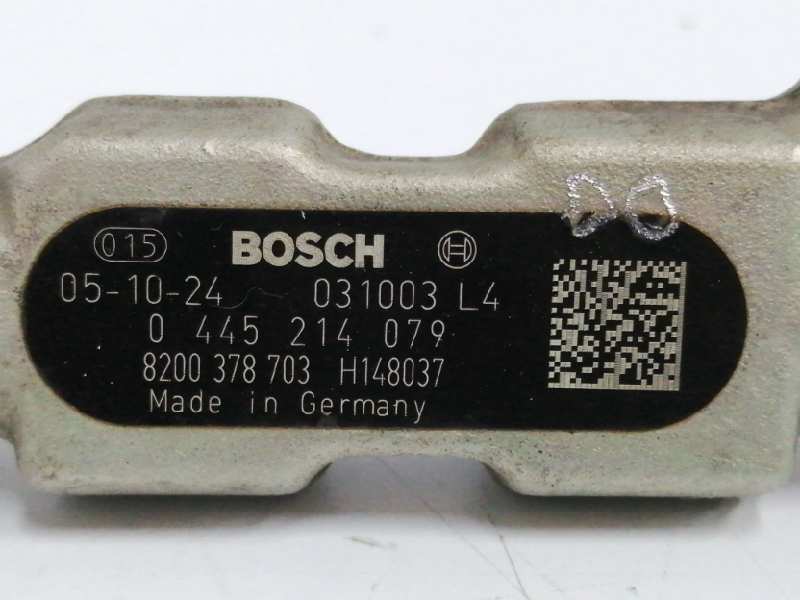 015 BOSCH
05-10-24 031003 L4
0 445 214 079
8200 378 703 H148037
Made in Germany